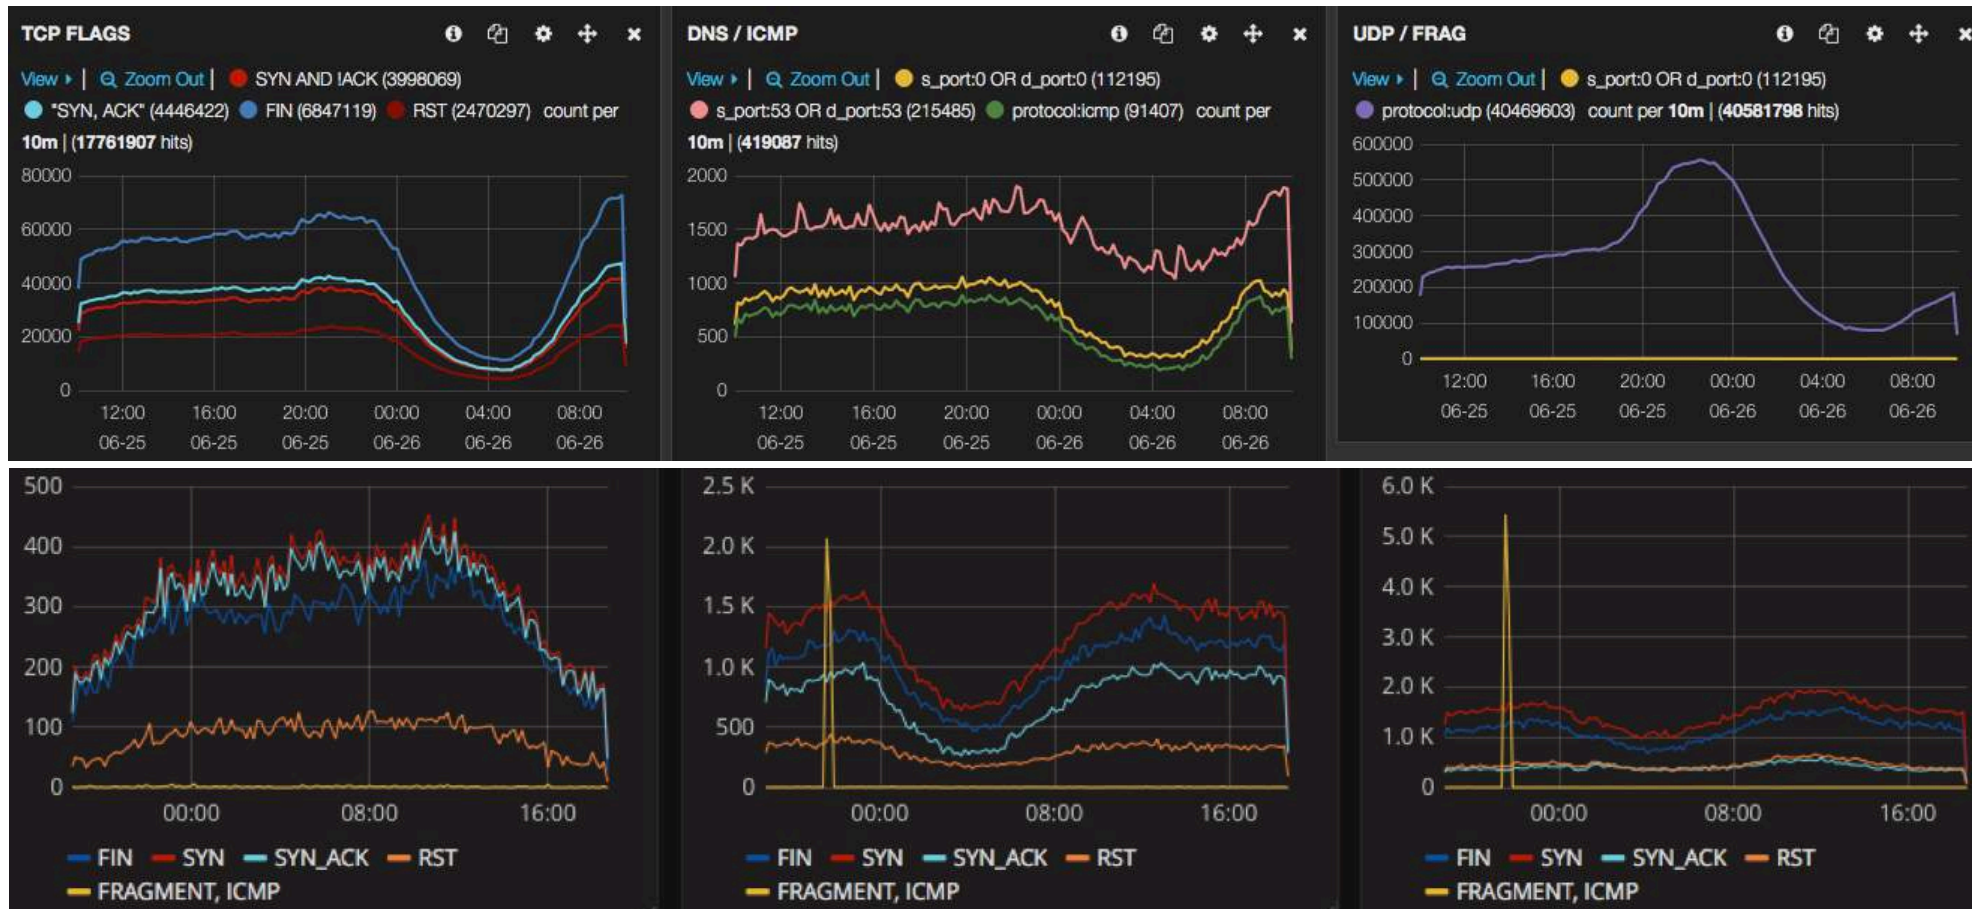 TCP FLAGS
View | Zoom Out | SYN AND !ACK (3998069)
"SYN, ACK" (4446422) FIN (6847119) RST (2470297) count per
10m | (17761907 hits)
80000
60000
40000
20000
0
12:00 16:00 20:00 00:00 04:00 08:00
06-25 06-25 06-25 06-26 06-26 06-26
DNS / ICMP
View | Zoom Out | s_port:0 OR d_port:0 (112195)
s_port:53 OR d_port:53 (215485) protocol:icmp (91407) count per
10m | (419087 hits)
2000
1500
1000
500
0
12:00 16:00 20:00 00:00 04:00 08:00
06-25 06-25 06-25 06-26 06-26 06-26
UDP / FRAG
View | Zoom Out | s_port:0 OR d_port:0 (112195)
protocol:udp (40469603) count per 10m | (40581798 hits)
600000
500000
400000
300000
200000
100000
0
12:00 16:00 20:00 00:00 04:00 08:00
06-25 06-25 06-25 06-26 06-26 06-26
500
400
300
200
100
0
00:00 08:00 16:00
FIN SYN SYN_ACK RST
FRAGMENT, ICMP
2.5 K
2.0 K
1.5 K
1.0 K
500
0
00:00 08:00 16:00
FIN SYN SYN_ACK RST
FRAGMENT, ICMP
6.0 K
5.0 K
4.0 K
3.0 K
2.0 K
1.0 K
0
00:00 08:00 16:00
FIN SYN SYN_ACK RST
FRAGMENT, ICMP